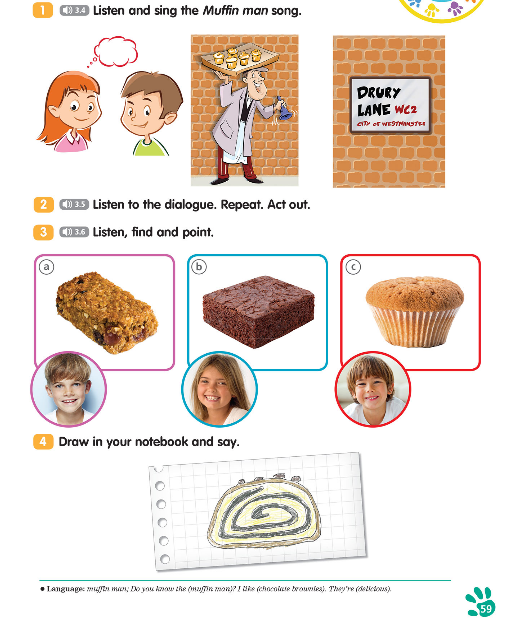 1 3.4 Listen and sing the Muffin man song.
DRURY
LANE WC2
CITY OF WESTMINSTER
2 3.5 Listen to the dialogue. Repeat. Act out.
3 3.6 Listen, find and point.
a b c
4 Draw in your notebook and say.
● Language: muffin man; Do you know the (muffin man)? I like (chocolate brownies). They're (delicious).
59